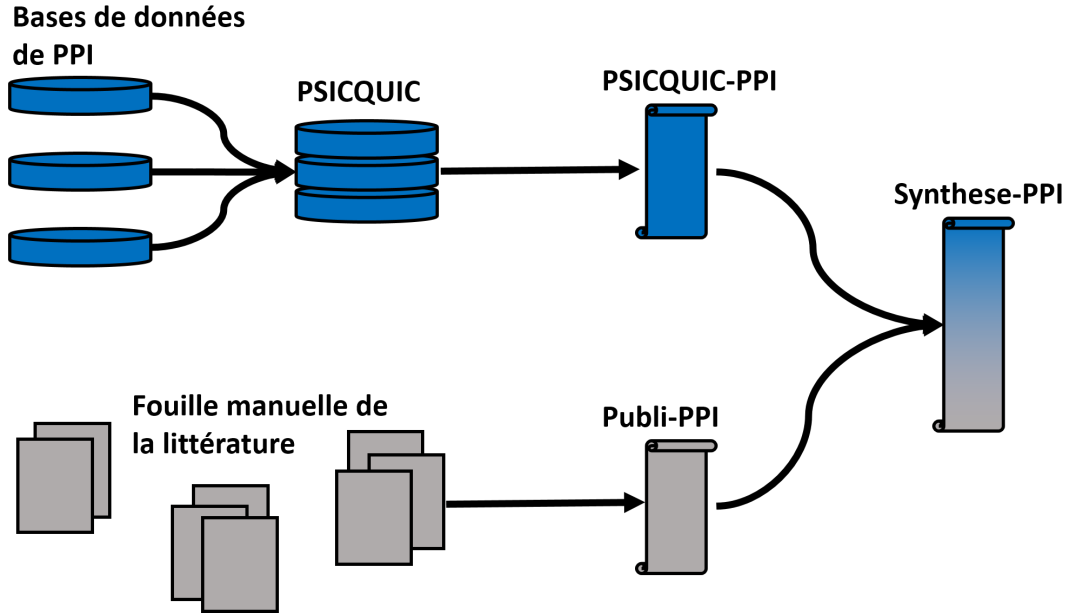 Bases de données
de PPI
PSICQUIC
PSICQUIC-PPI
Synthese-PPI
Fouille manuelle de
la littérature
Publi-PPI